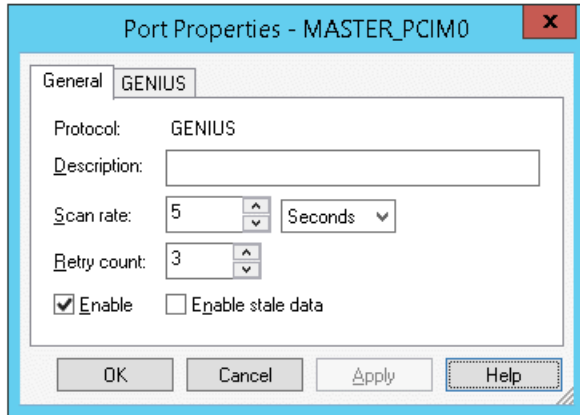 Port Properties - MASTER_PCIM0
x
General GENIUS
Protocol: GENIUS
Description:
Scan rate: 5 Seconds
Retry count: 3
Enable Enable stale data
OK Cancel Apply Help